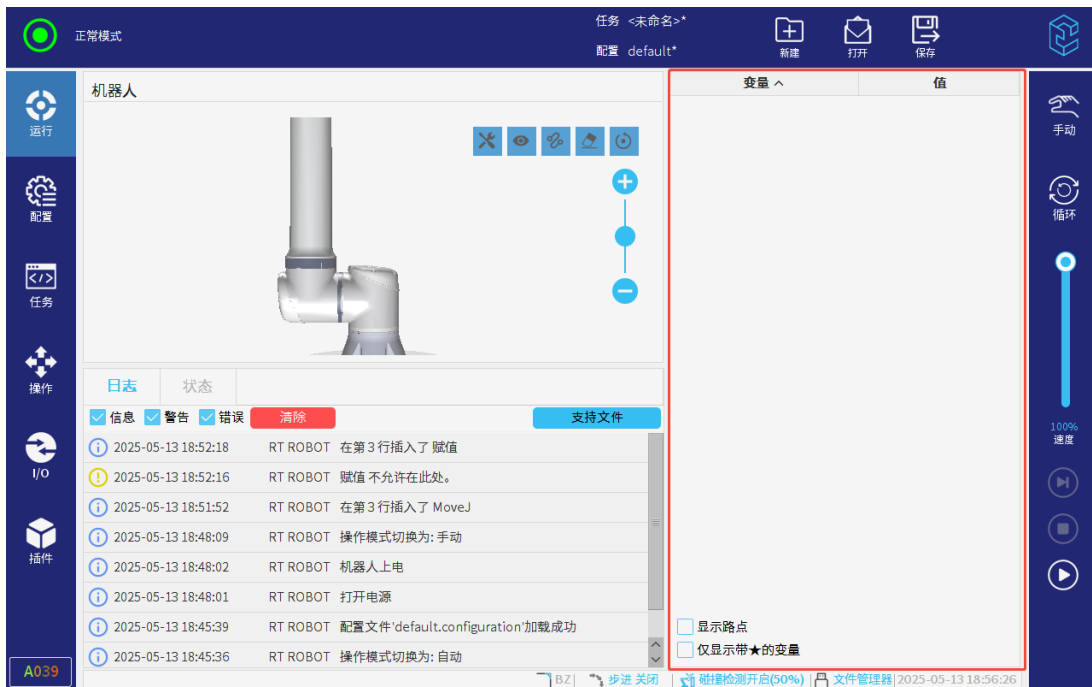 正常模式
任务 <未命名>*
配置 default*
新建
打开
保存
运行
配置
任务
操作
I/O
插件
A039
机器人
日志 状态
信息 警告 错误 清除 支持文件
2025-05-13 18:52:18 RT ROBOT 在第 3 行插入了 赋值
2025-05-13 18:52:16 RT ROBOT 赋值 不允许在此处。
2025-05-13 18:51:52 RT ROBOT 在第 3 行插入了 MoveJ
2025-05-13 18:48:09 RT ROBOT 操作模式切换为: 手动
2025-05-13 18:48:02 RT ROBOT 机器人上电
2025-05-13 18:48:01 RT ROBOT 打开电源
2025-05-13 18:45:39 RT ROBOT 配置文件'default.configuration'加载成功
2025-05-13 18:45:36 RT ROBOT 操作模式切换为: 自动
变量 值
显示路点
仅显示带★的变量
手动
循环
100%
速度
BZ 步进 关闭 碰撞检测开启(50%) 文件管理器 2025-05-13 18:56:26